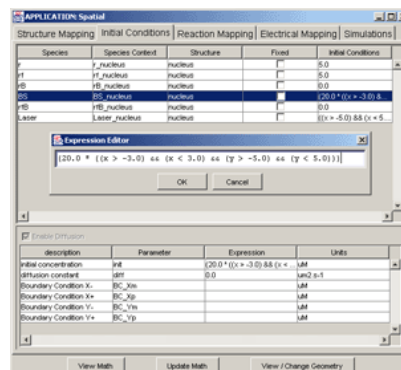 APPLICATION: Spatial
Structure Mapping Initial Conditions Reaction Mapping Electrical Mapping Simulations
Species Species Context Structure Fixed Initial Conditions
r r_nucleus nucleus 5.0
rf rf_nucleus nucleus 5.0
rB r_nucleus nucleus 0.0
BS BS_nucleus nucleus (20.0 * ((x > -3.0) &...
rfB rfB_nucleus nucleus 0.0
Laser Laser_nucleus nucleus ((x > -5.0) && (x < 5...
Expression Editor
(20.0 * ((x > -3.0) && (x < 3.0) && (y > -5.0) && (y < 5.0)))
OK Cancel
Enable Diffusion
description Parameter Expression Units
initial concentration init (20.0 * ((x > -3.0) && (x < ... uM
diffusion constant diff 0.0 um2.s-1
Boundary Condition X- BC_Xm uM
Boundary Condition X+ BC_Xp uM
Boundary Condition Y- BC_Ym uM
Boundary Condition Y+ BC_Yp uM
View Math Update Math View / Change Geometry